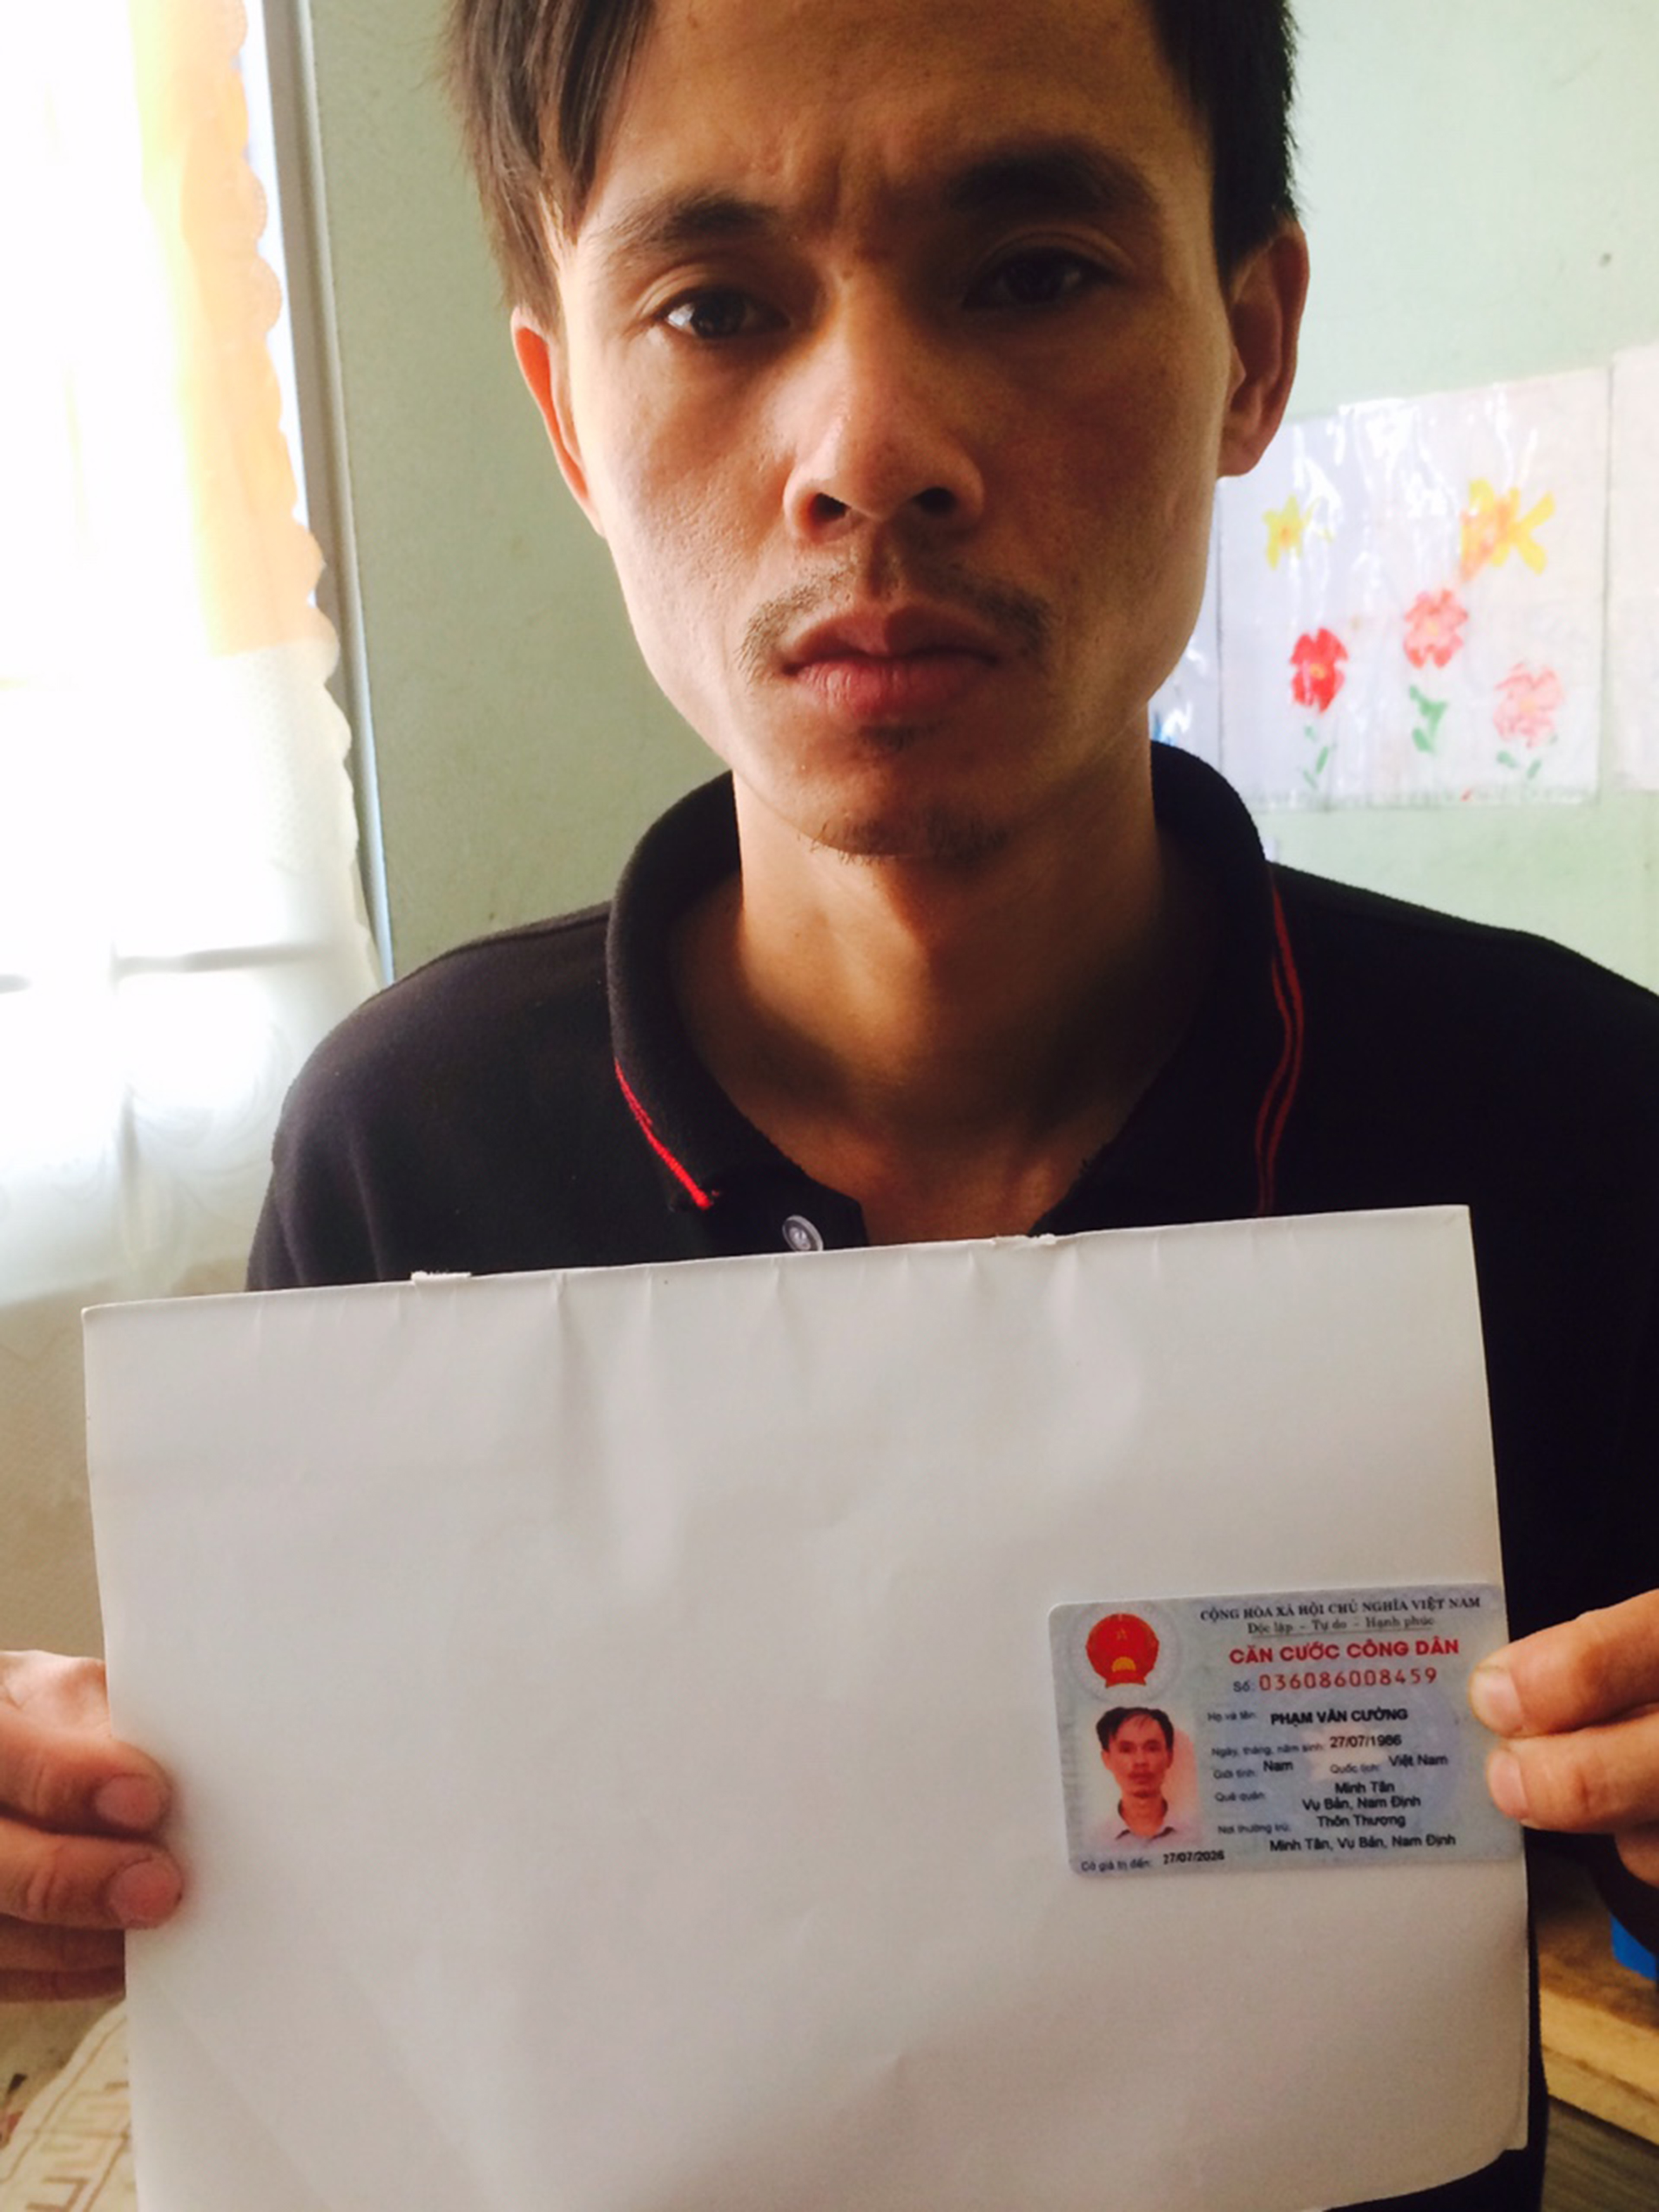 CỘNG HÒA XÃ HỘI CHỦ NGHĨA VIỆT NAM
Độc lập - Tự do - Hạnh phúc
CĂN CƯỚC CÔNG DÂN
Số: 036086008459
Họ và tên: PHẠM VĂN CƯỜNG
Ngày, tháng, năm sinh: 27/07/1986
Giới tính: Nam Quốc tịch: Việt Nam
Quê quán: Minh Tân
Vụ Bản, Nam Định
Nơi thường trú: Thôn Thượng
Minh Tân, Vụ Bản, Nam Định
Có giá trị đến: 27/07/2026